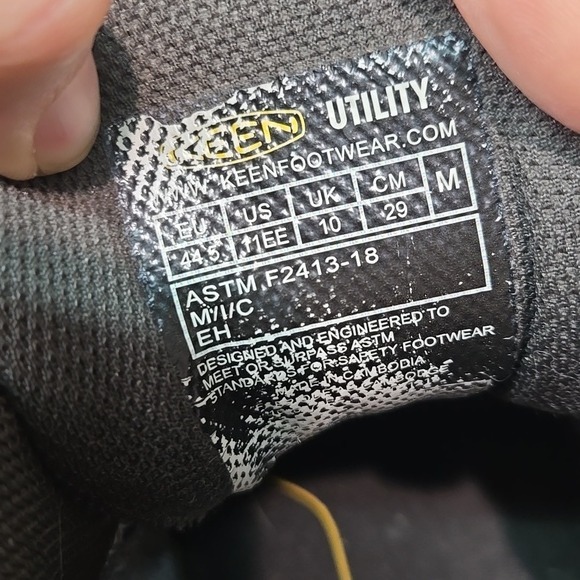 KEEN UTILITY
WWW.KEENFOOTWEAR.COM
EU US UK CM M
44.5 11EE 10 29
ASTM F2413-18
M/I/C
EH
DESIGNED AND ENGINEERED TO
MEET OR SURPASS ASTM
STANDARDS FOR SAFETY FOOTWEAR
MADE IN CAMBODIA
CAMBODGE